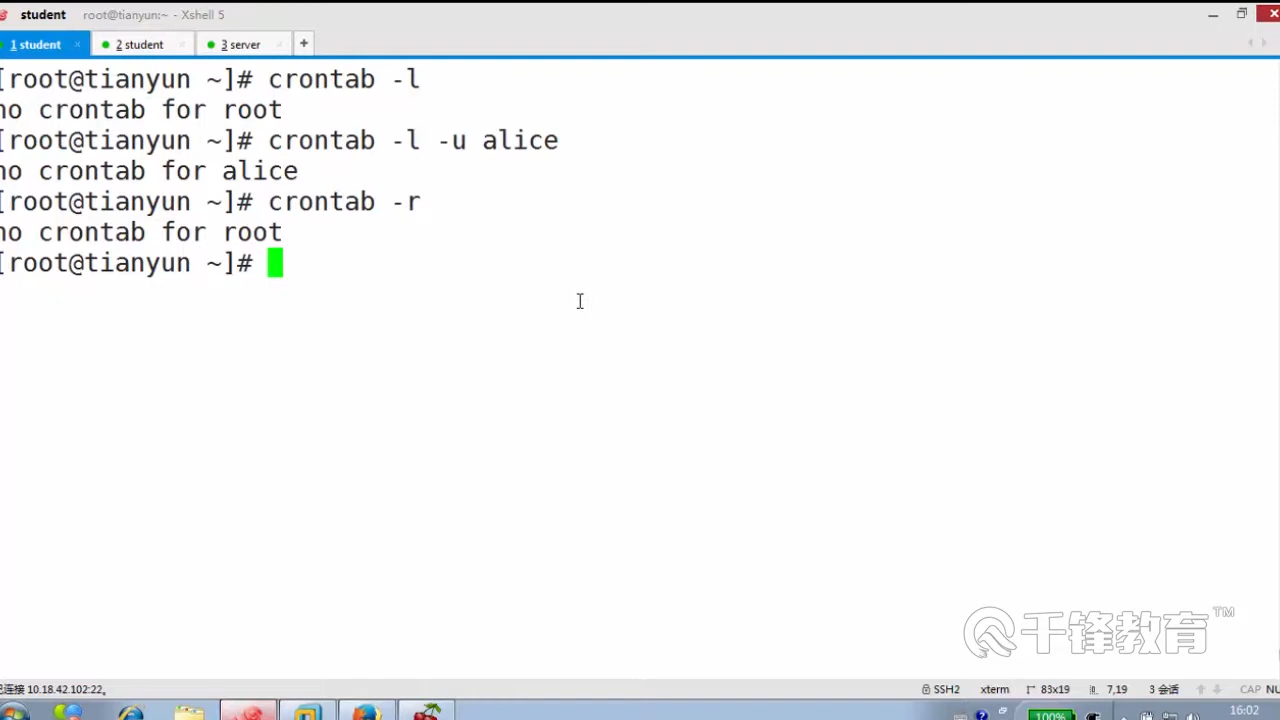 student root@tianyun:~ - Xshell 5
1 student
2 student
3 server
+
[root@tianyun ~]# crontab -l
no crontab for root
[root@tianyun ~]# crontab -l -u alice
no crontab for alice
[root@tianyun ~]# crontab -r
no crontab for root
[root@tianyun ~]#
千锋教育™
已连接 10.18.42.102:22。
SSH2 xterm 83x19 7,19 3 会话 CAP NU
100% 16:02